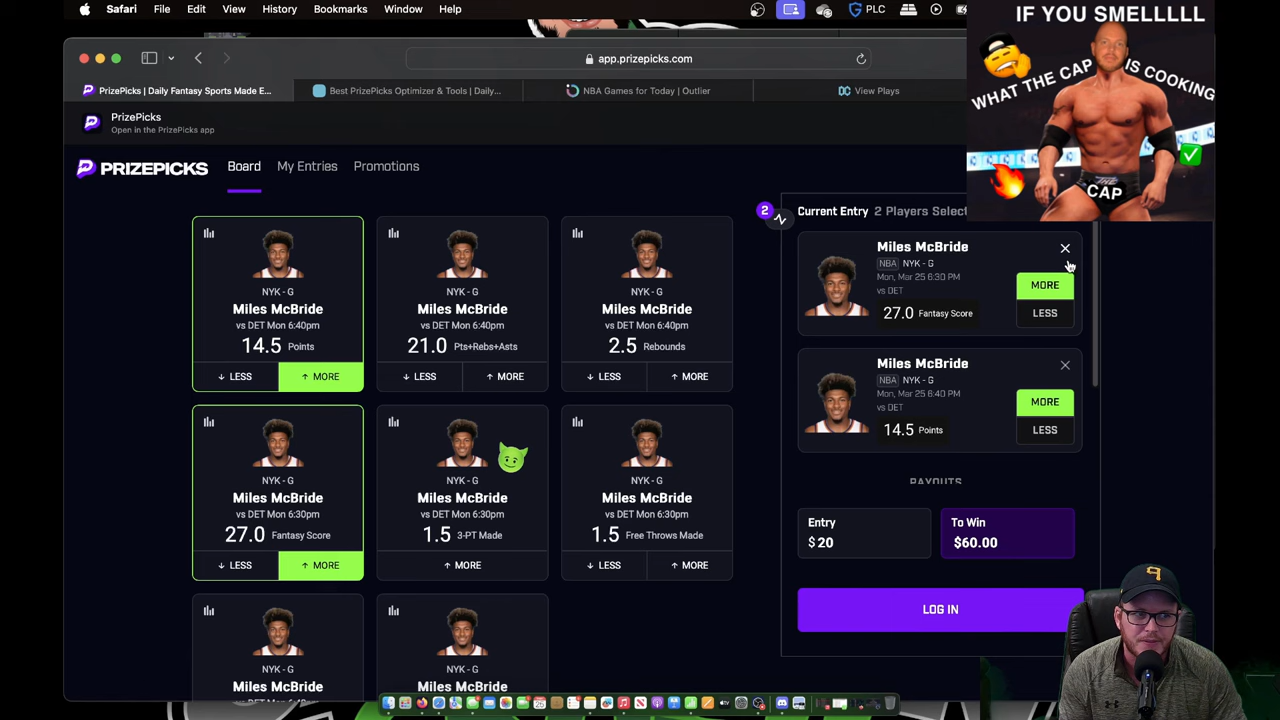 Safari File Edit View History Bookmarks Window Help
PLC
IF YOU SMELLLLL
WHAT THE CAP IS COOKING
THE
CAP
app.prizepicks.com
PrizePicks | Daily Fantasy Sports Made E...
Best PrizePicks Optimizer & Tools | Daily...
NBA Games for Today | Outlier
DC View Plays
PrizePicks
Open in the PrizePicks app
PRIZEPICKS
Board
My Entries
Promotions
NYK - G
Miles McBride
vs DET Mon 6:40pm
14.5 Points
↓ LESS
↑ MORE
NYK - G
Miles McBride
vs DET Mon 6:40pm
21.0 Pts+Rebs+Asts
↓ LESS
↑ MORE
NYK - G
Miles McBride
vs DET Mon 6:40pm
2.5 Rebounds
↓ LESS
↑ MORE
NYK - G
Miles McBride
vs DET Mon 6:30pm
27.0 Fantasy Score
↓ LESS
↑ MORE
NYK - G
Miles McBride
vs DET Mon 6:30pm
1.5 3-PT Made
↑ MORE
NYK - G
Miles McBride
vs DET Mon 6:30pm
1.5 Free Throws Made
↓ LESS
↑ MORE
NYK - G
Miles McBride
NYK - G
Miles McBride
2
Current Entry 2 Players
Miles McBride
NBA NYK - G
Mon, Mar 25 6:30 PM
vs DET
27.0 Fantasy Score
MORE
LESS
Miles McBride
NBA NYK - G
Mon, Mar 25 6:40 PM
vs DET
14.5 Points
MORE
LESS
PAYOUTS
Entry
$ 20
To Win
$60.00
LOG IN